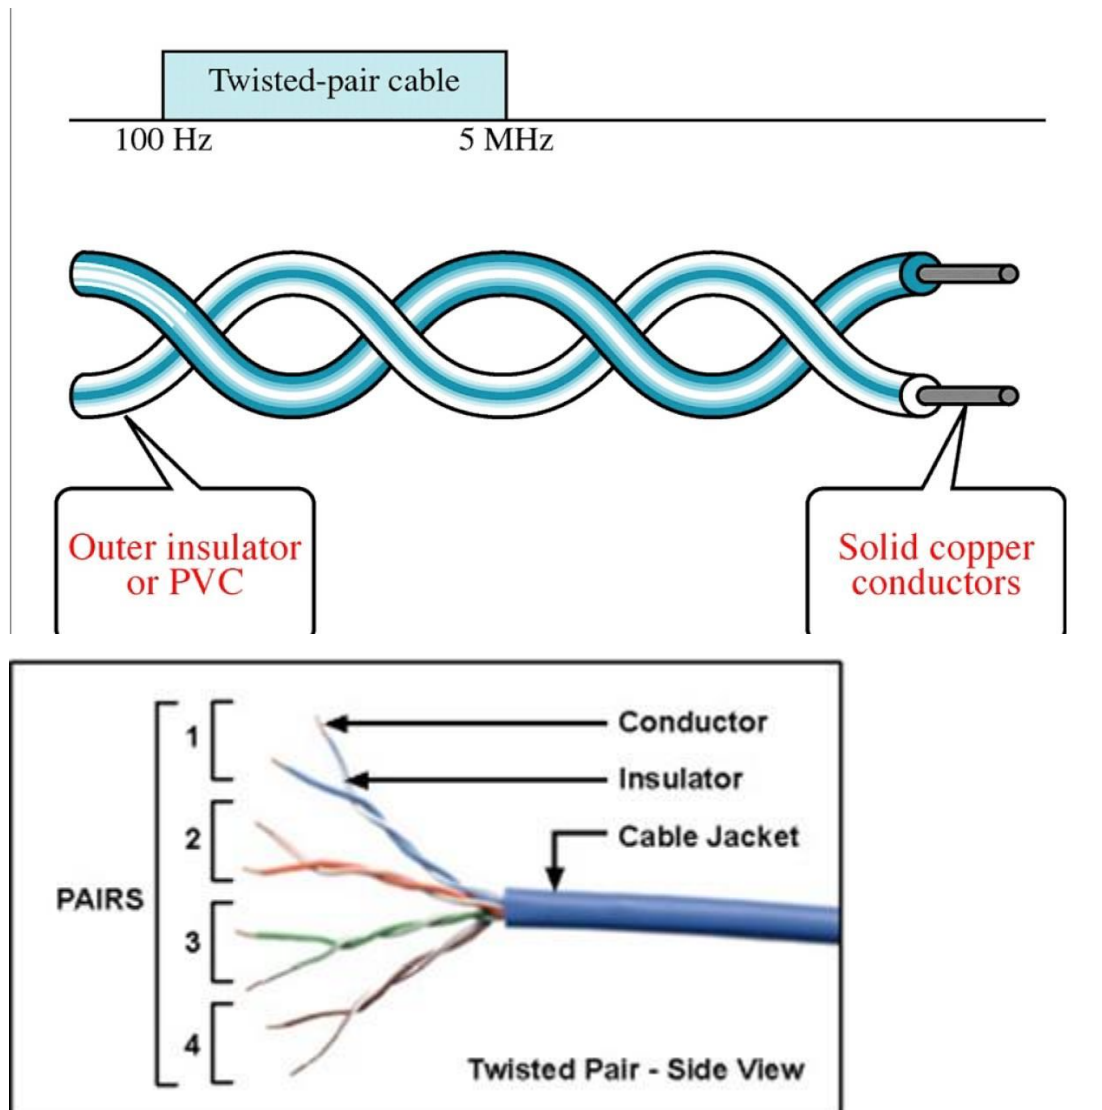 Twisted-pair cable
100 Hz
5 MHz
Outer insulator
or PVC
Solid copper
conductors
1
Conductor
Insulator
2
Cable Jacket
PAIRS
3
4
Twisted Pair - Side View